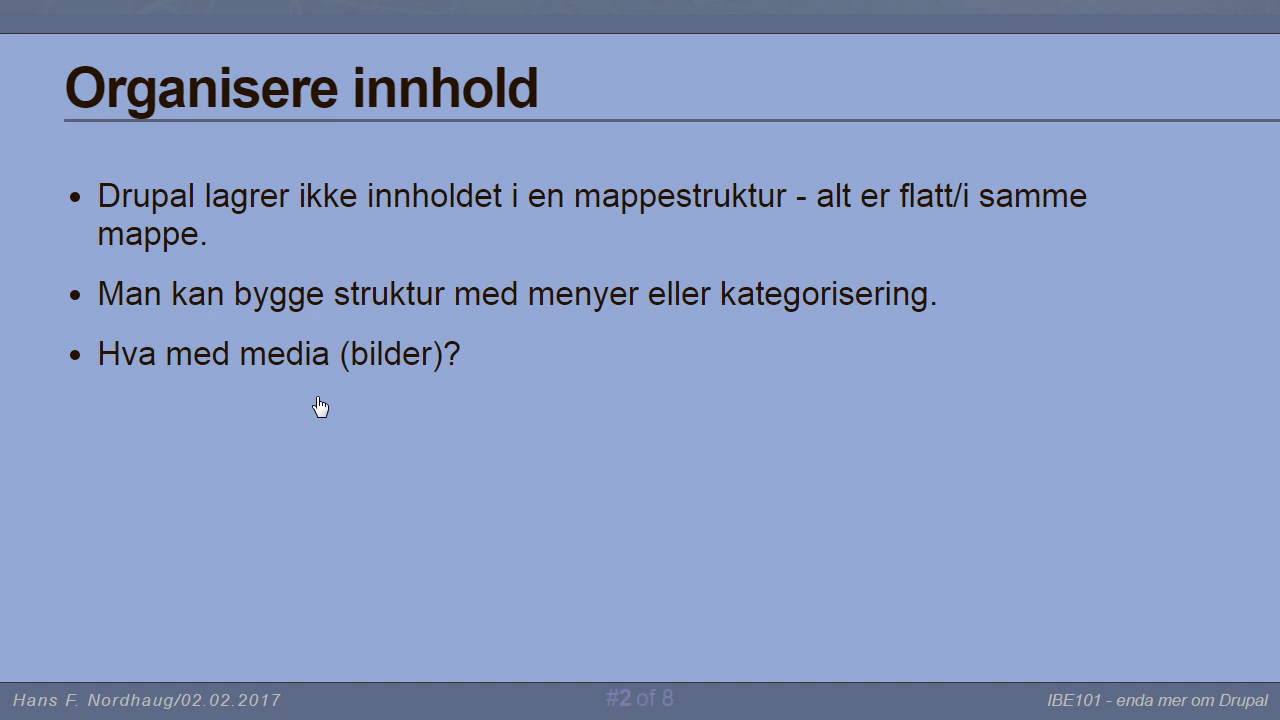 Organisere innhold
• Drupal lagrer ikke innholdet i en mappestruktur - alt er flatt/i samme
mappe.
• Man kan bygge struktur med menyer eller kategorisering.
• Hva med media (bilder)?
Hans F. Nordhaug/02.02.2017
#2 of 8
IBE101 - enda mer om Drupal